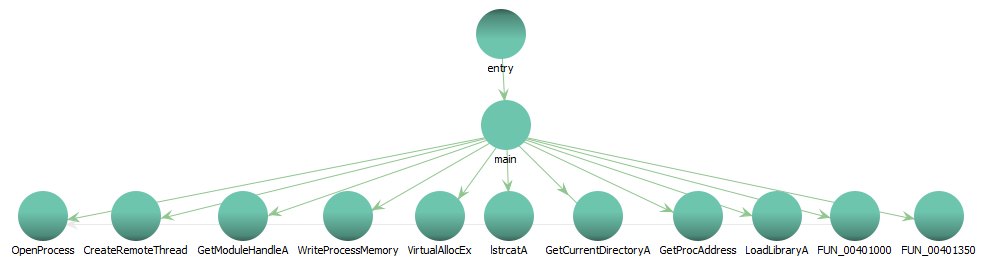 entry
main
OpenProcess
CreateRemoteThread
GetModuleHandleA
WriteProcessMemory
VirtualAllocEx
lstrcatA
GetCurrentDirectoryA
GetProcAddress
LoadLibraryA
FUN_00401000
FUN_00401350